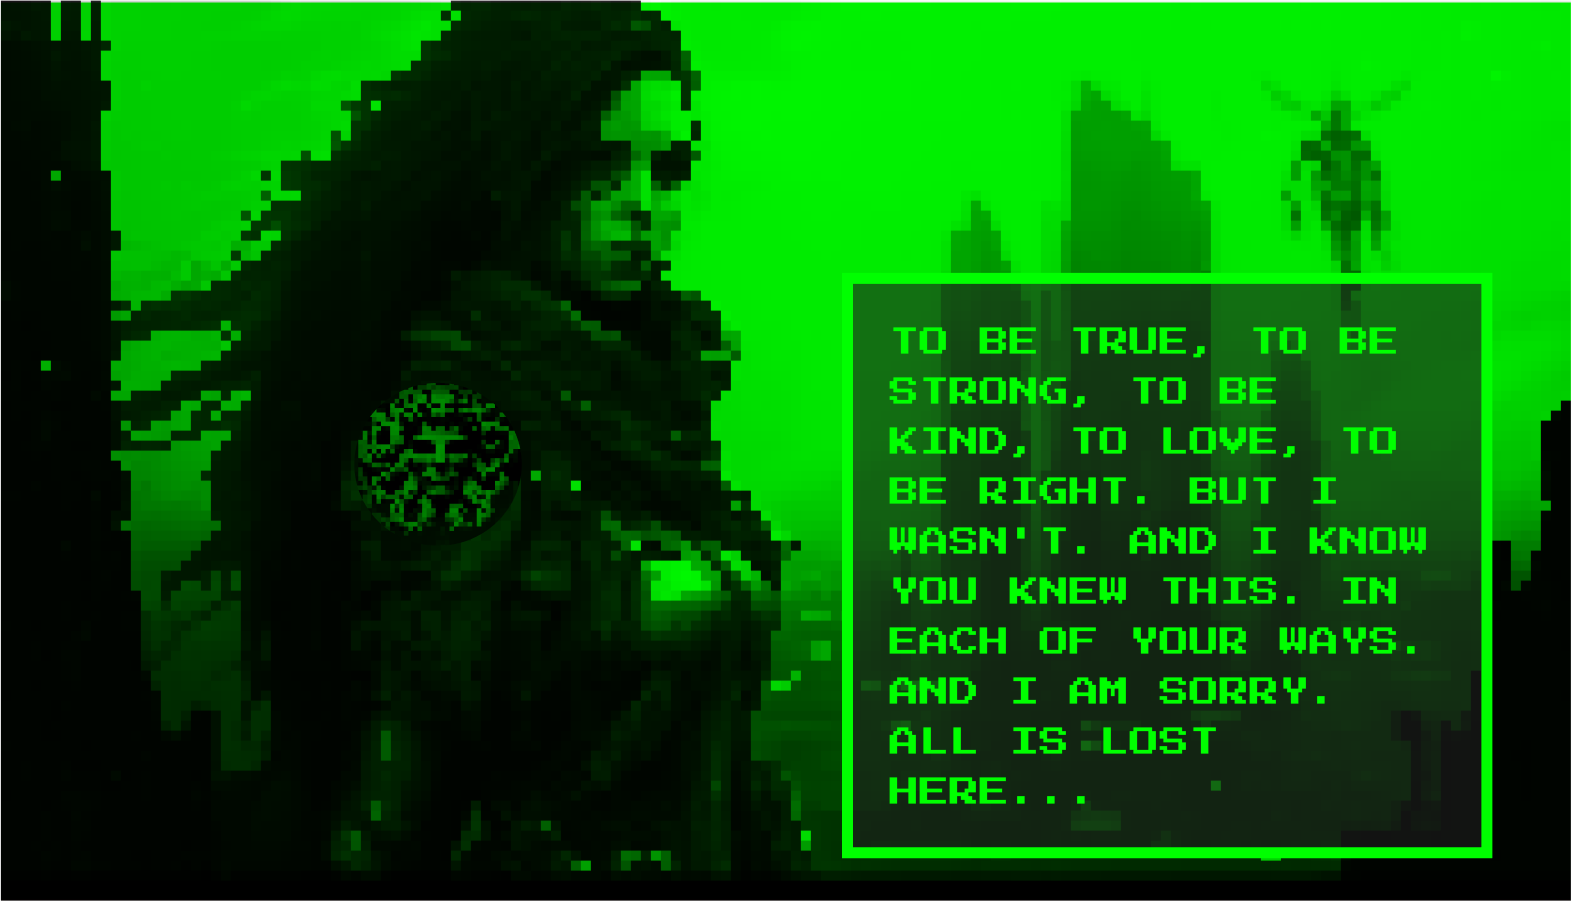 TO BE TRUE, TO BE
STRONG, TO BE
KIND, TO LOVE, TO
BE RIGHT. BUT I
WASN'T. AND I KNOW
YOU KNEW THIS. IN
EACH OF YOUR WAYS.
AND I AM SORRY.
ALL IS LOST
HERE...